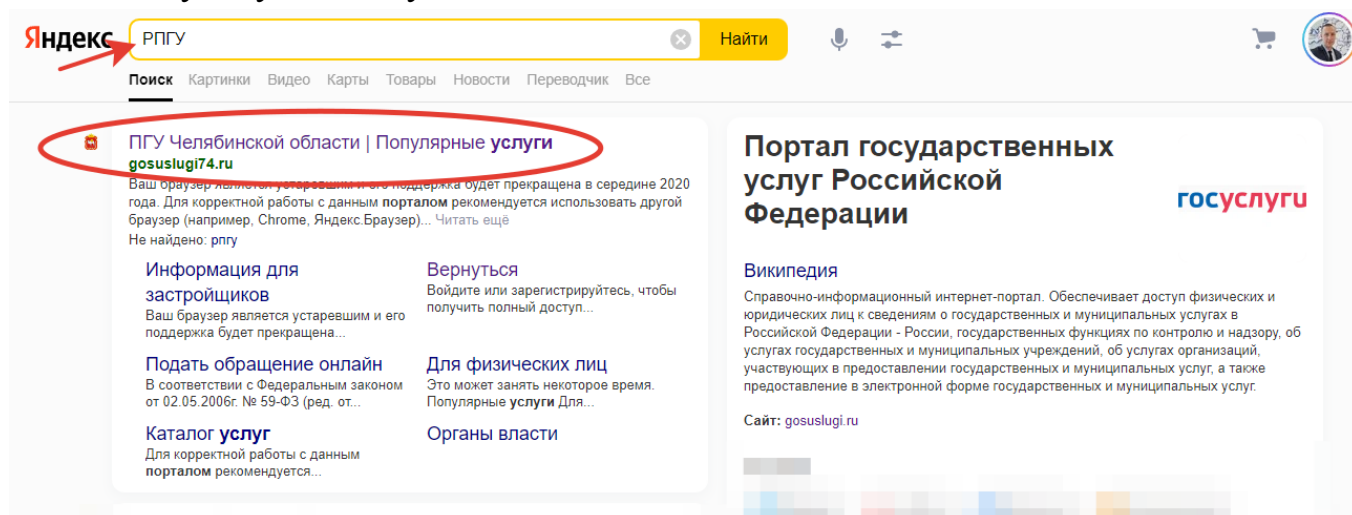 Яндекс
РПГУ
Найти
Поиск Картинки Видео Карты Товары Новости Переводчик Все
ПГУ Челябинской области | Популярные услуги
gosuslugi74.ru
Ваш браузер является устаревшим и его поддержка будет прекращена в середине 2020
года. Для корректной работы с данным порталом рекомендуется использовать другой
браузер (например, Chrome, Яндекс.Браузер)... Читать ещё
Не найдено: рпгу
Информация для
застройщиков
Ваш браузер является устаревшим и его
поддержка будет прекращена...
Вернуться
Войдите или зарегистрируйтесь, чтобы
получить полный доступ...
Подать обращение онлайн
В соответствии с Федеральным законом
от 02.05.2006г. № 59-ФЗ (ред. от...
Для физических лиц
Это может занять некоторое время.
Популярные услуги Для...
Каталог услуг
Для корректной работы с данным
порталом рекомендуется...
Органы власти
Портал государственных
услуг Российской
Федерации
госуслуги
Википедия
Справочно-информационный интернет-портал. Обеспечивает доступ физических и
юридических лиц к сведениям о государственных и муниципальных услугах в
Российской Федерации - России, государственных функциях по контролю и надзору, об
услугах государственных и муниципальных учреждений, об услугах организаций,
участвующих в предоставлении государственных и муниципальных услуг, а также
предоставление в электронной форме государственных и муниципальных услуг.
Сайт: gosuslugi.ru